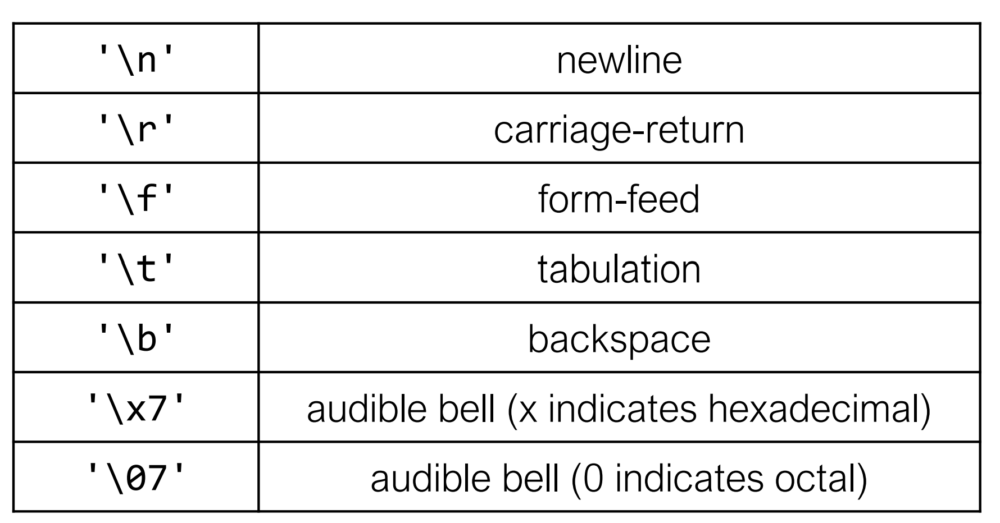 '\n' newline
'\r' carriage-return
'\f' form-feed
'\t' tabulation
'\b' backspace
'\x7' audible bell (x indicates hexadecimal)
'\07' audible bell (0 indicates octal)